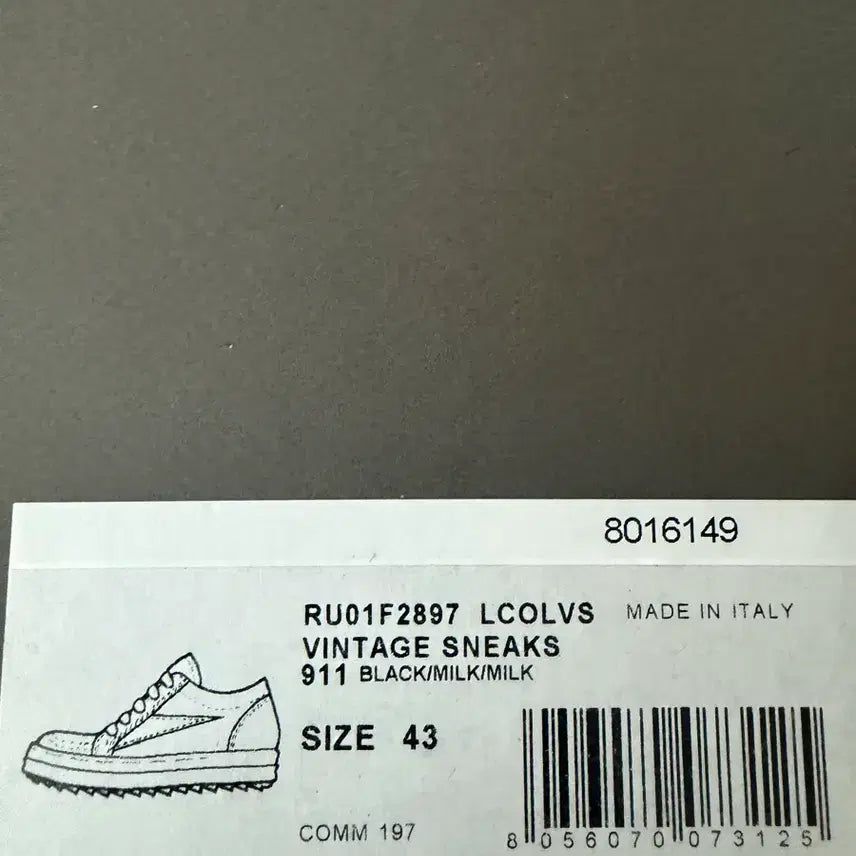 8016149
RU01F2897 LCOLVS MADE IN ITALY
VINTAGE SNEAKS
911 BLACK/MILK/MILK
SIZE 43
COMM 197
8 056070 073125